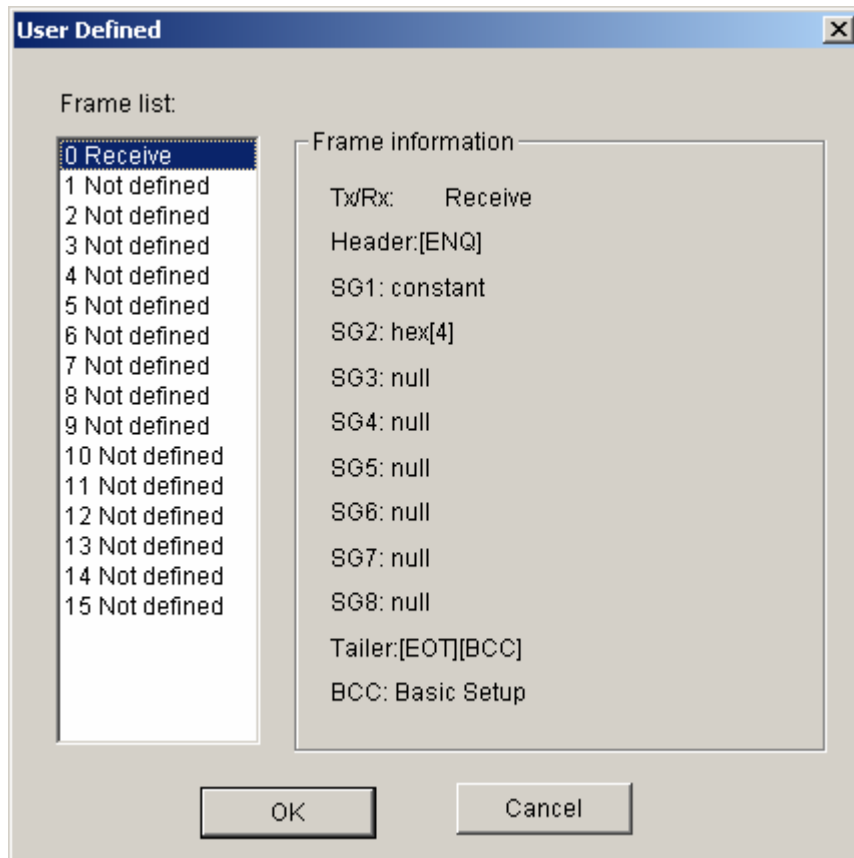 User Defined
Frame list:
0 Receive
1 Not defined
2 Not defined
3 Not defined
4 Not defined
5 Not defined
6 Not defined
7 Not defined
8 Not defined
9 Not defined
10 Not defined
11 Not defined
12 Not defined
13 Not defined
14 Not defined
15 Not defined
Frame information
Tx/Rx: Receive
Header:[ENQ]
SG1: constant
SG2: hex[4]
SG3: null
SG4: null
SG5: null
SG6: null
SG7: null
SG8: null
Tailer:[EOT][BCC]
BCC: Basic Setup
OK
Cancel